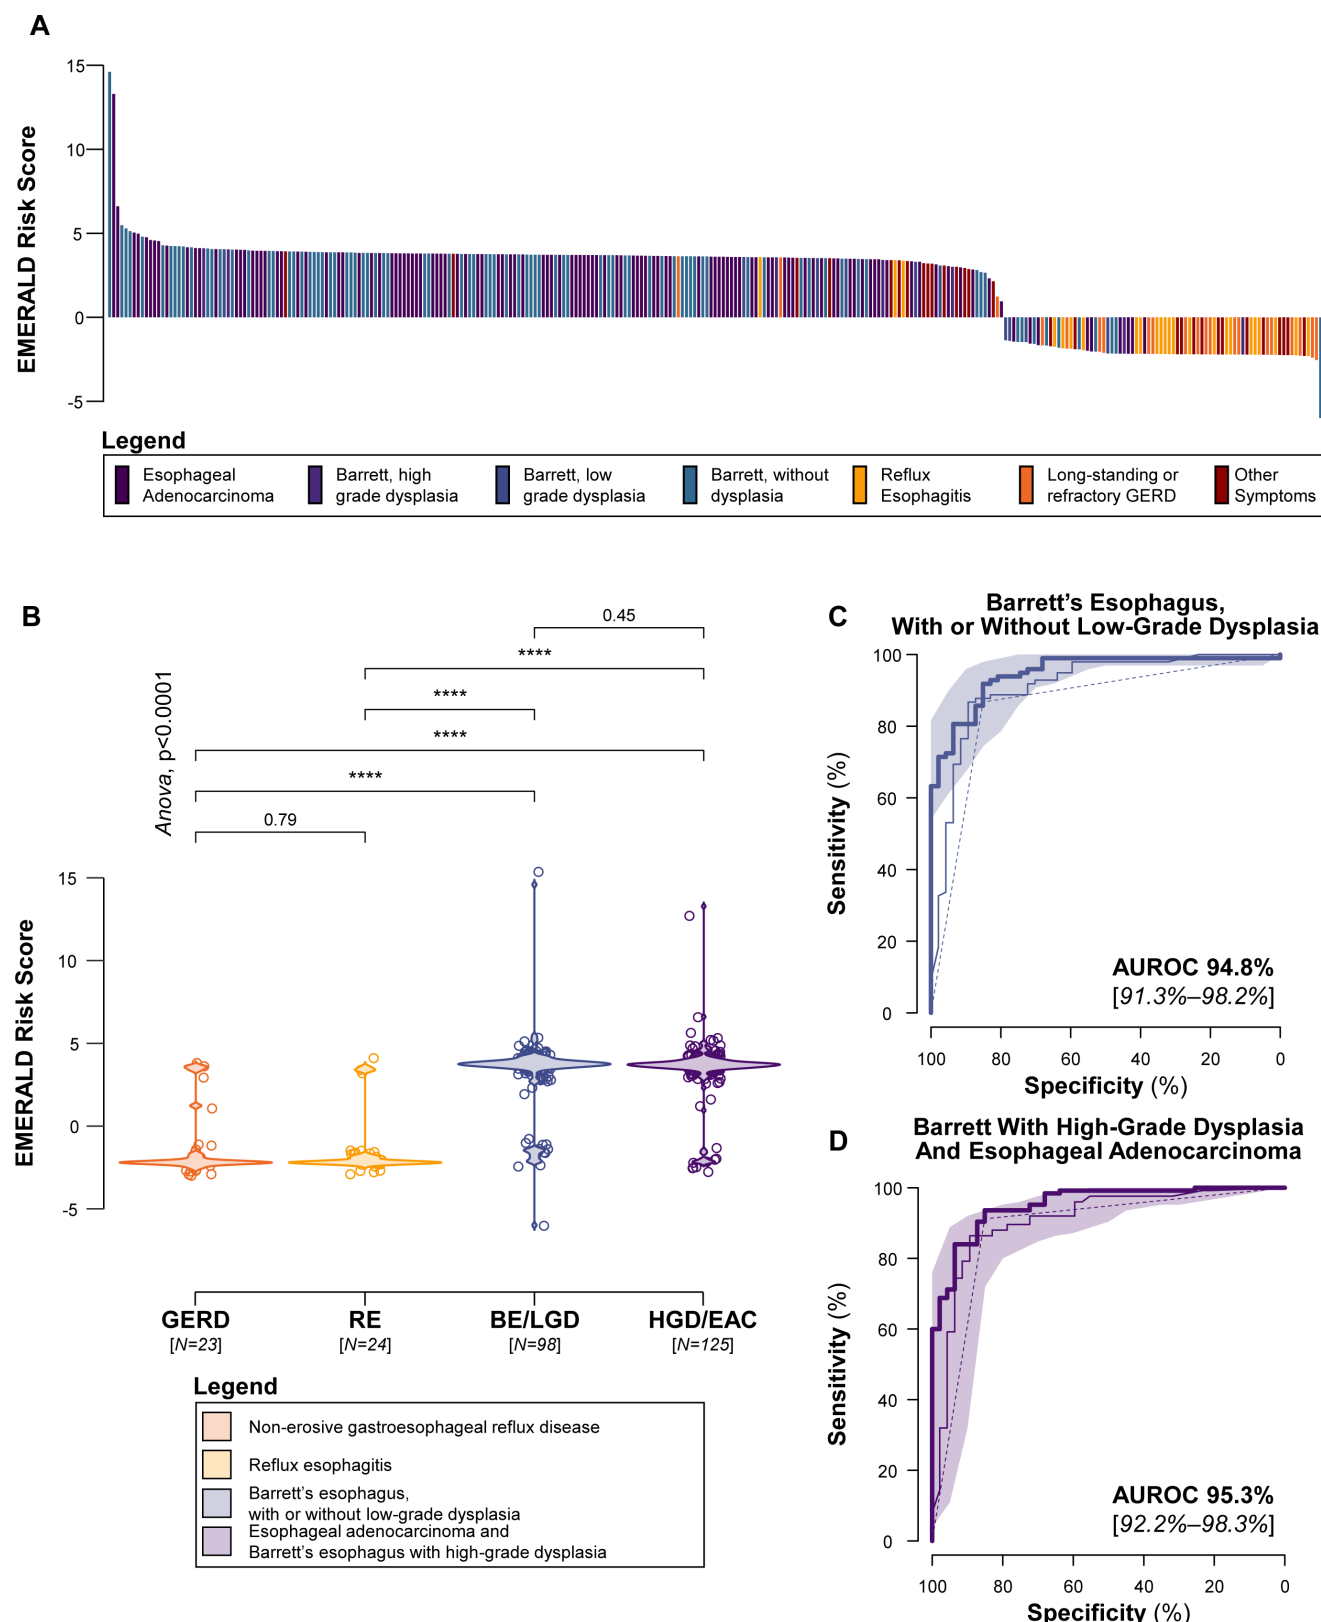 A
EMERALD Risk Score
15
10
5
0
-5
Legend
Esophageal
Adenocarcinoma
Barrett, high
grade dysplasia
Barrett, low
grade dysplasia
Barrett, without
dysplasia
Reflux
Esophagitis
Long-standing or
refractory GERD
Other
Symptoms
B
Anova, p<0.0001
0.45
****
****
****
****
0.79
EMERALD Risk Score
15
10
5
0
-5
GERD
[N=23]
RE
[N=24]
BE/LGD
[N=98]
HGD/EAC
[N=125]
Legend
Non-erosive gastroesophageal reflux disease
Reflux esophagitis
Barrett's esophagus,
with or without low-grade dysplasia
Esophageal adenocarcinoma and
Barrett's esophagus with high-grade dysplasia
C
Barrett's Esophagus,
With or Without Low-Grade Dysplasia
Sensitivity (%)
100
80
60
40
20
0
AUROC 94.8%
[91.3%–98.2%]
100 80 60 40 20 0
Specificity (%)
D
Barrett With High-Grade Dysplasia
And Esophageal Adenocarcinoma
Sensitivity (%)
100
80
60
40
20
0
AUROC 95.3%
[92.2%–98.3%]
100 80 60 40 20 0
Specificity (%)